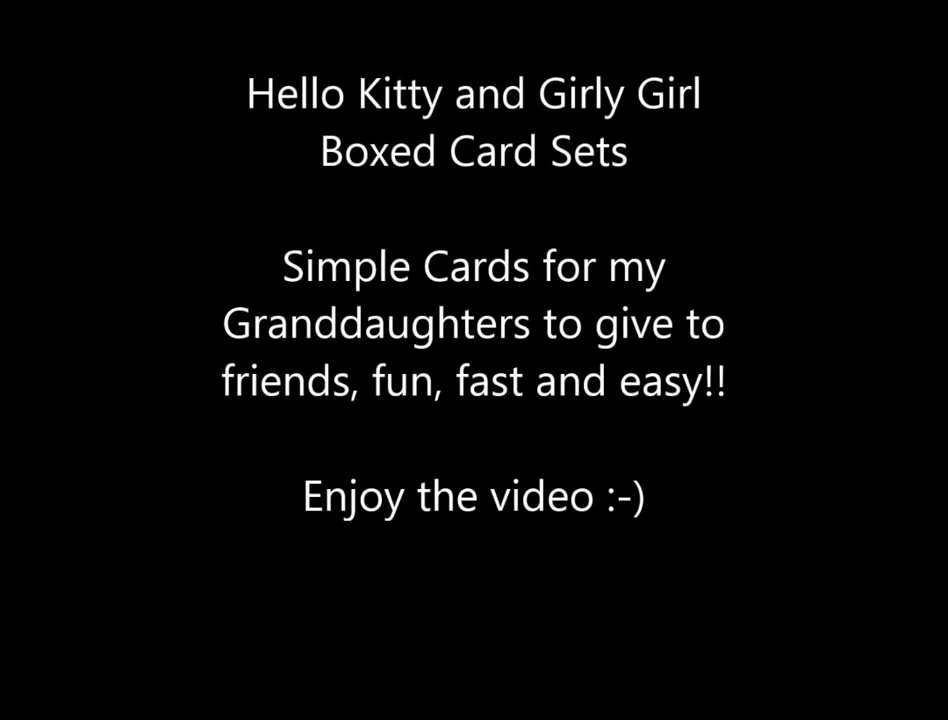 Hello Kitty and Girly Girl
Boxed Card Sets
Simple Cards for my
Granddaughters to give to
friends, fun, fast and easy!!
Enjoy the video :-)